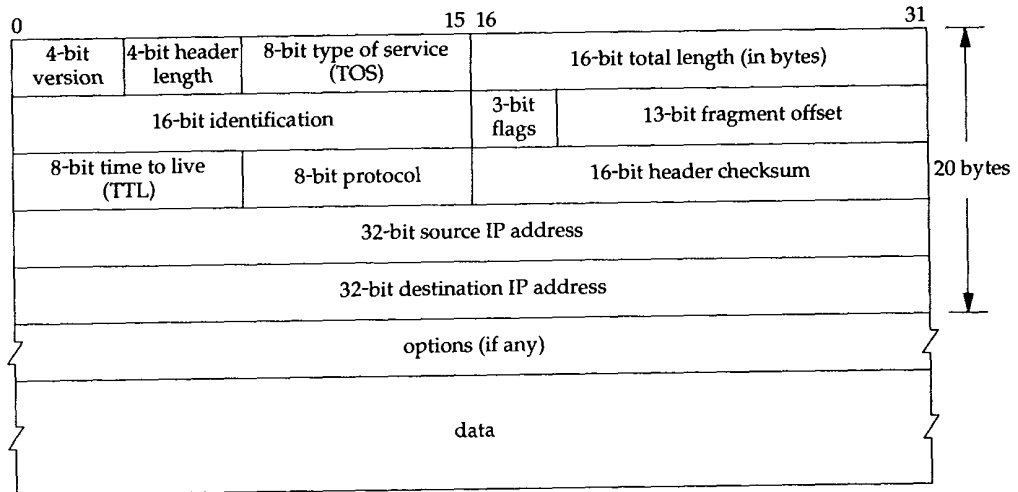 0 15 16 31
4-bit version
4-bit header length
8-bit type of service (TOS)
16-bit total length (in bytes)
16-bit identification
3-bit flags
13-bit fragment offset
8-bit time to live (TTL)
8-bit protocol
16-bit header checksum
20 bytes
32-bit source IP address
32-bit destination IP address
options (if any)
data